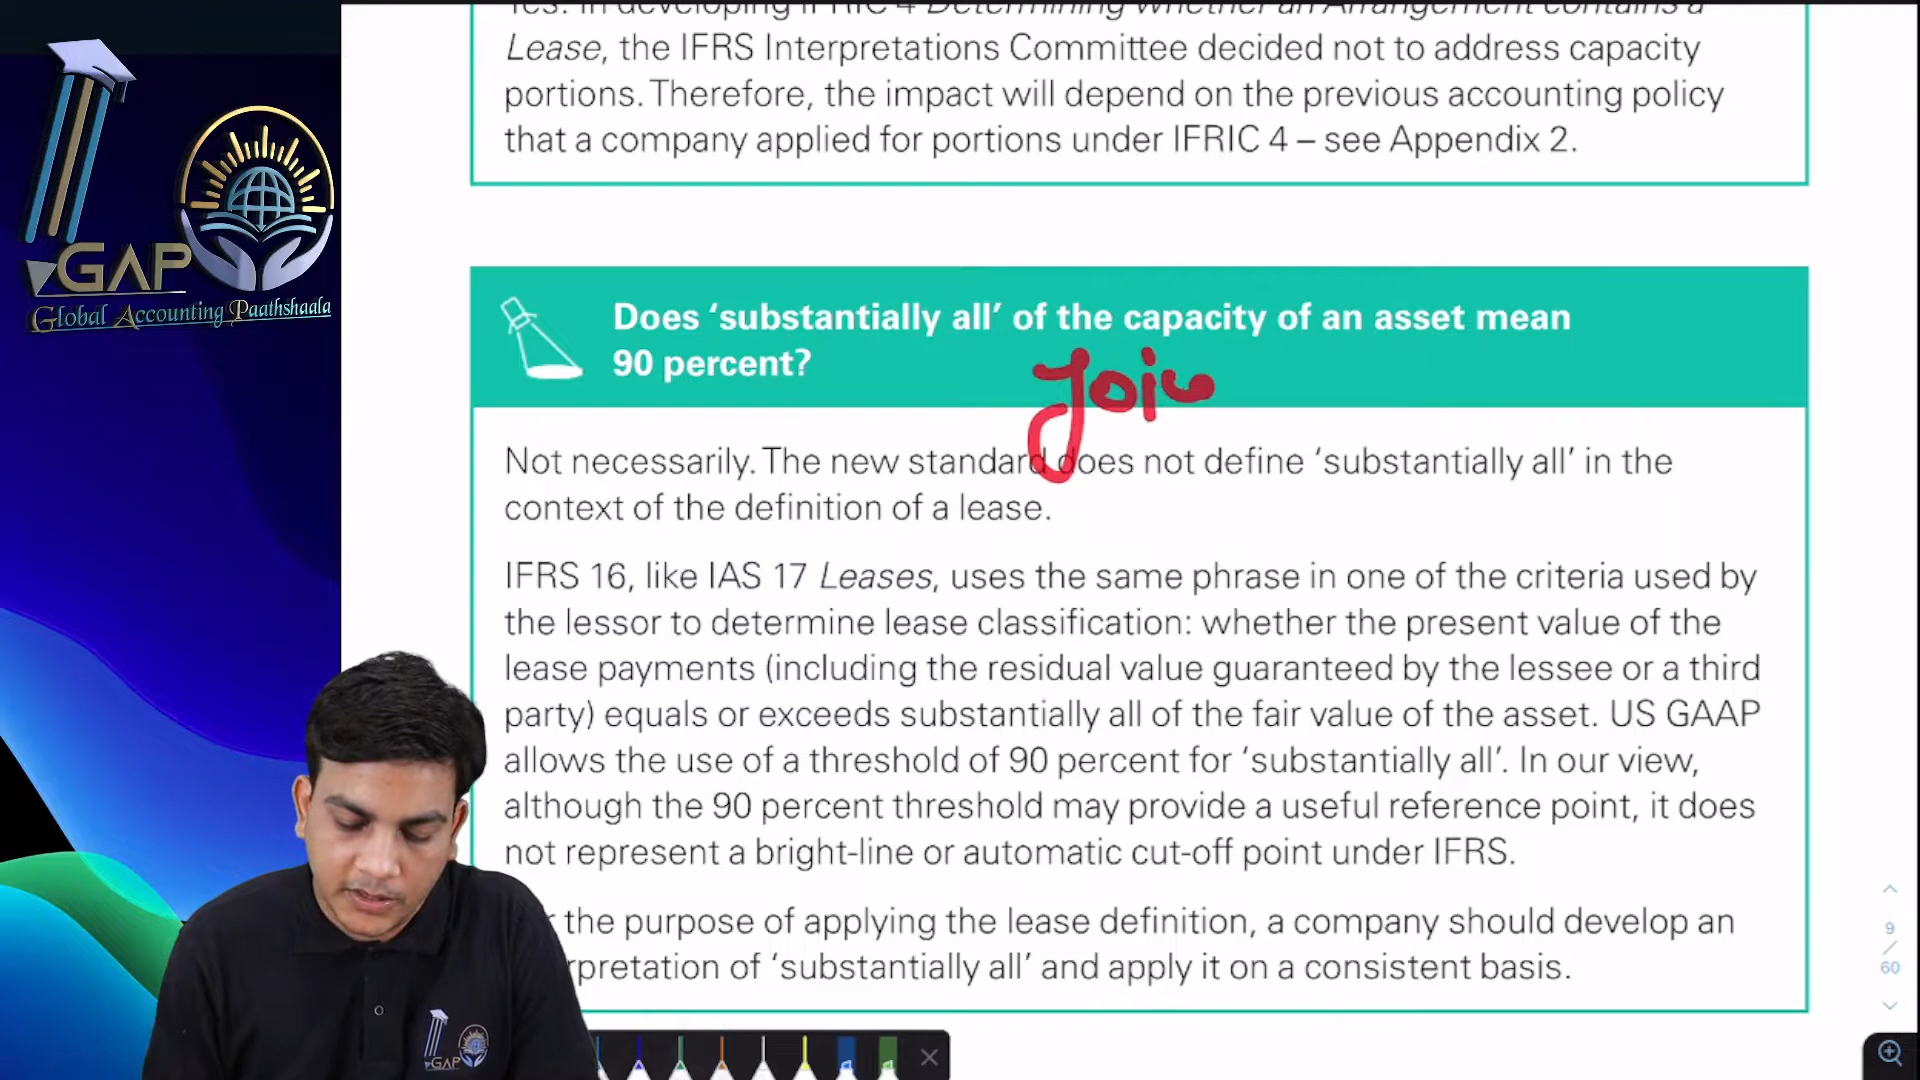 GAP
Global Accounting Paathshaala
Lease, the IFRS Interpretations Committee decided not to address capacity
portions. Therefore, the impact will depend on the previous accounting policy
that a company applied for portions under IFRIC 4 – see Appendix 2.
Does ‘substantially all’ of the capacity of an asset mean
90 percent?
Not necessarily. The new standard does not define ‘substantially all’ in the
context of the definition of a lease.
IFRS 16, like IAS 17 Leases, uses the same phrase in one of the criteria used by
the lessor to determine lease classification: whether the present value of the
lease payments (including the residual value guaranteed by the lessee or a third
party) equals or exceeds substantially all of the fair value of the asset. US GAAP
allows the use of a threshold of 90 percent for ‘substantially all’. In our view,
although the 90 percent threshold may provide a useful reference point, it does
not represent a bright-line or automatic cut-off point under IFRS.
the purpose of applying the lease definition, a company should develop an
of ‘substantially all’ and apply it on a consistent basis.
9
/
60
GAP